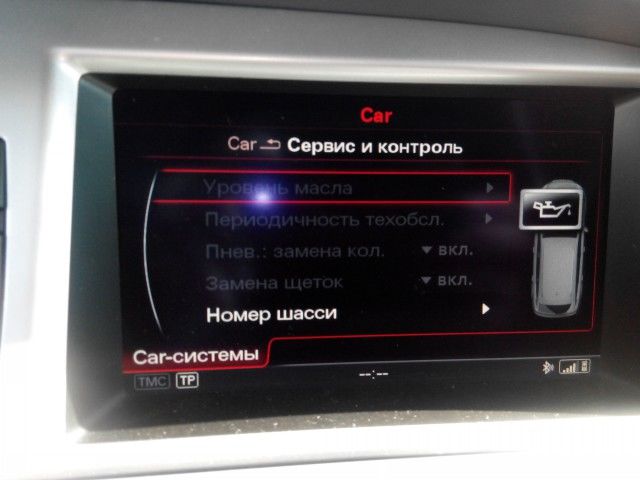 Car
Car Сервис и контроль
Уровень масла
Периодичность техобсл.
Пнев.: замена кол. вкл.
Замена щеток вкл.
Номер шасси
Car-системы
TMC TP --:--